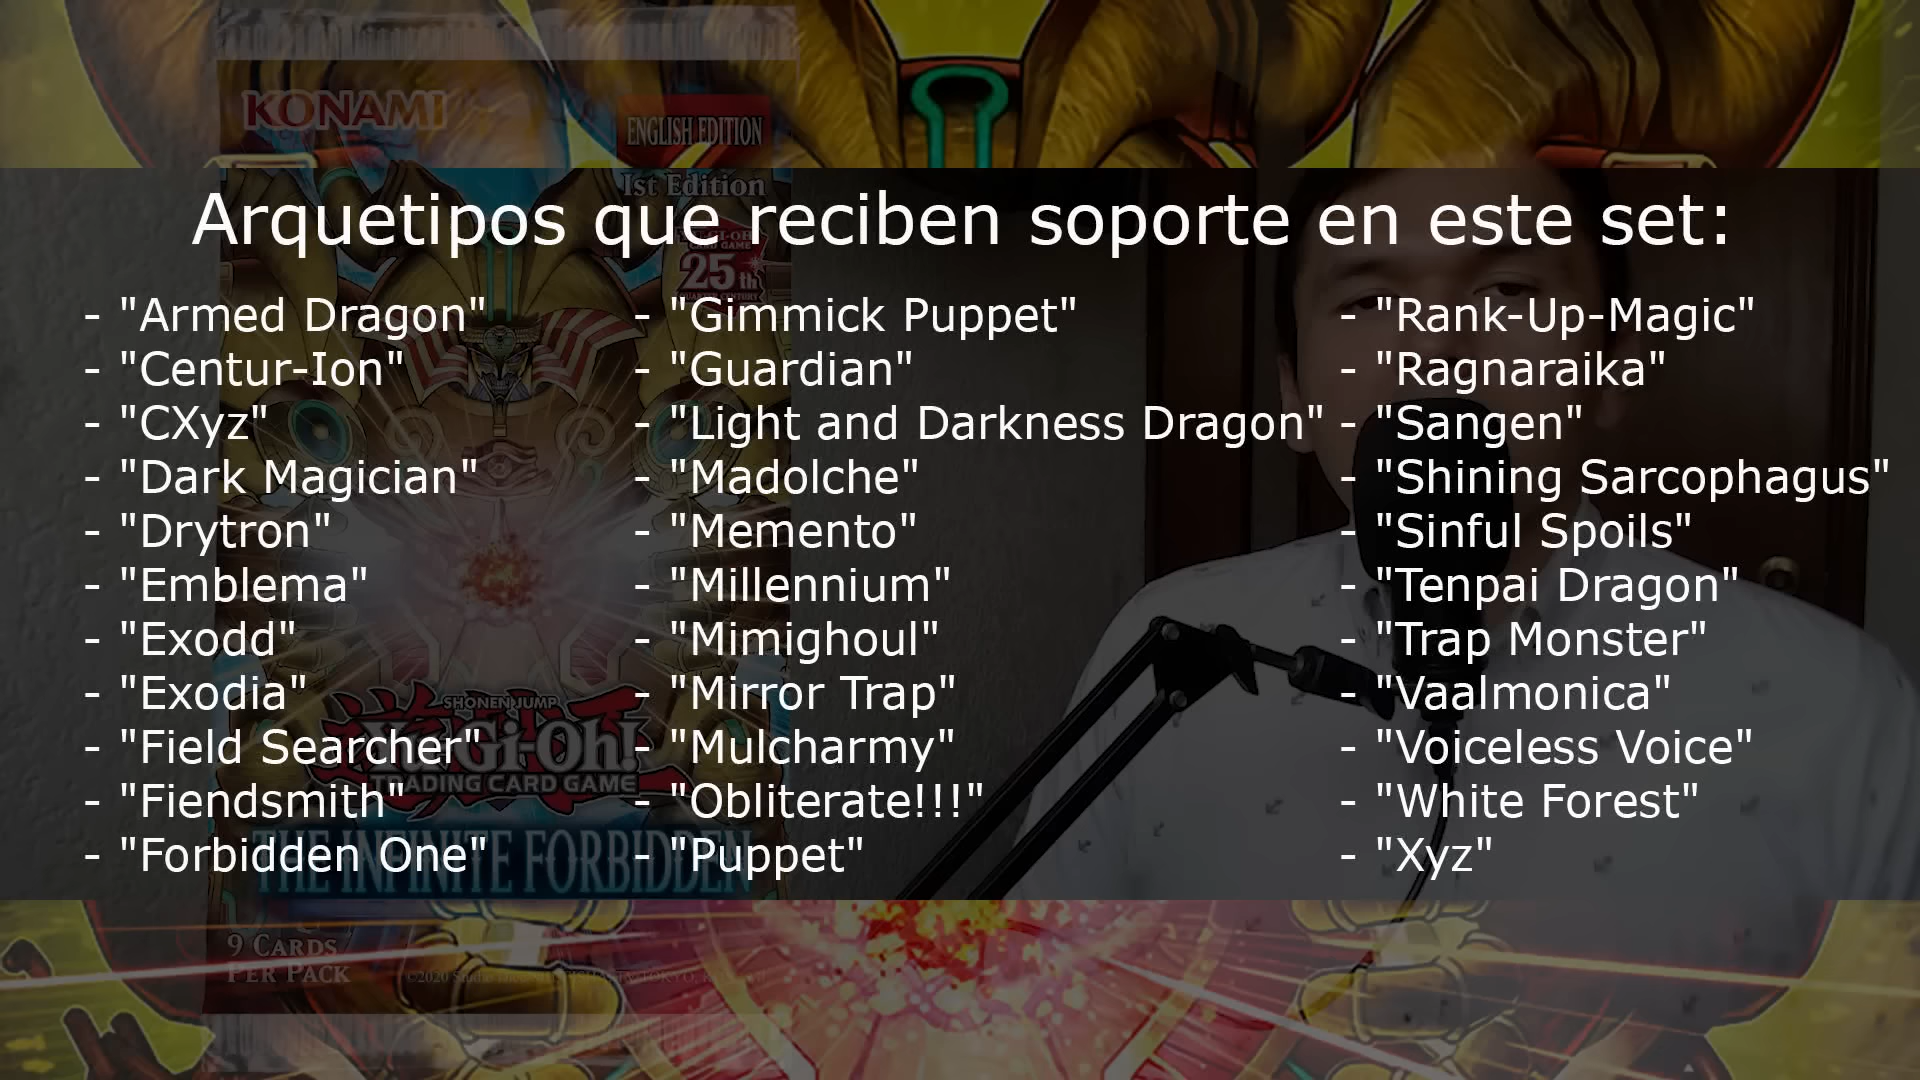 KONAMI
ENGLISH EDITION
1st Edition
Arquetipos que reciben soporte en este set:
25th
- "Armed Dragon"
- "Centur-Ion"
- "CXyz"
- "Dark Magician"
- "Drytron"
- "Emblema"
- "Exodd"
- "Exodia"
- "Field Searcher"
- "Fiendsmith"
- "Forbidden One"
- "Gimmick Puppet"
- "Guardian"
- "Light and Darkness Dragon"
- "Madolche"
- "Memento"
- "Millennium"
- "Mimighoul"
- "Mirror Trap"
- "Mulcharmy"
- "Obliterate!!!"
- "Puppet"
- "Rank-Up-Magic"
- "Ragnaraika"
- "Sangen"
- "Shining Sarcophagus"
- "Sinful Spoils"
- "Tenpai Dragon"
- "Trap Monster"
- "Vaalmonica"
- "Voiceless Voice"
- "White Forest"
- "Xyz"
SHONEN JUMP
Yu-Gi-Oh!
TRADING CARD GAME
THE INFINITE FORBIDDEN
9 CARDS
PER PACK